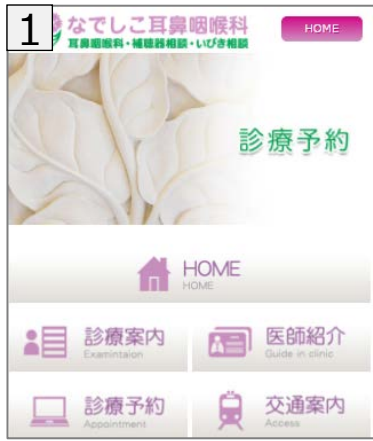 1
なでしこ耳鼻咽喉科
耳鼻咽喉科・補聴器相談・いびき相談
HOME
診療予約
HOME
HOME
診療案内
Examintaion
医師紹介
Guide in clinic
診療予約
Appointment
交通案内
Access